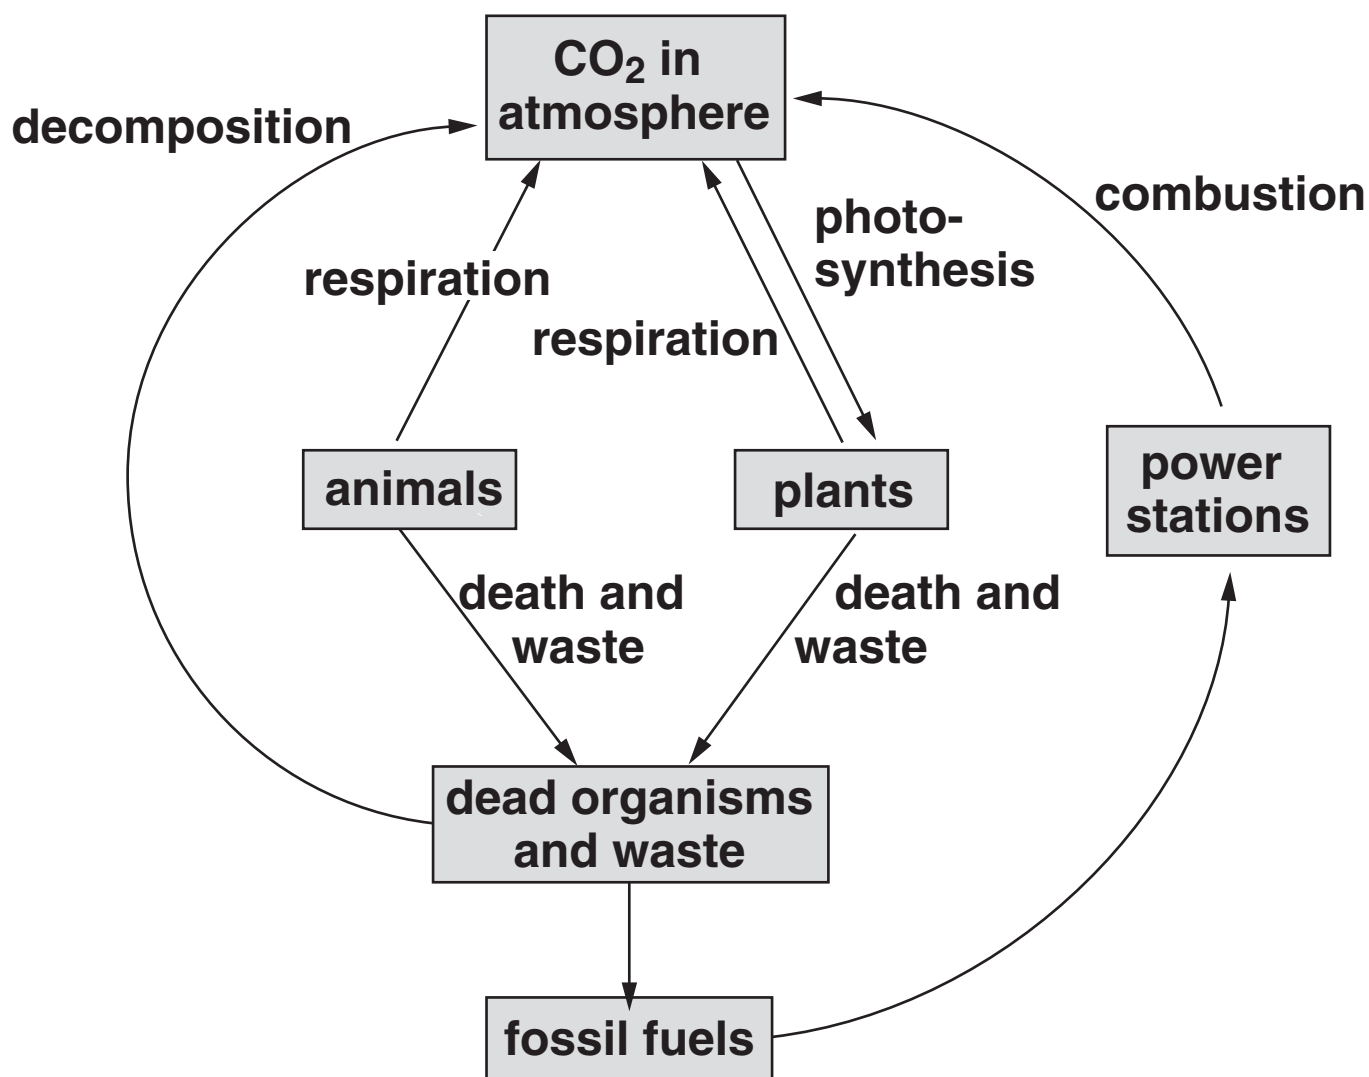 CO₂ in
atmosphere
decomposition
combustion
photo-
synthesis
respiration
respiration
animals
plants
power
stations
death and
waste
death and
waste
dead organisms
and waste
fossil fuels